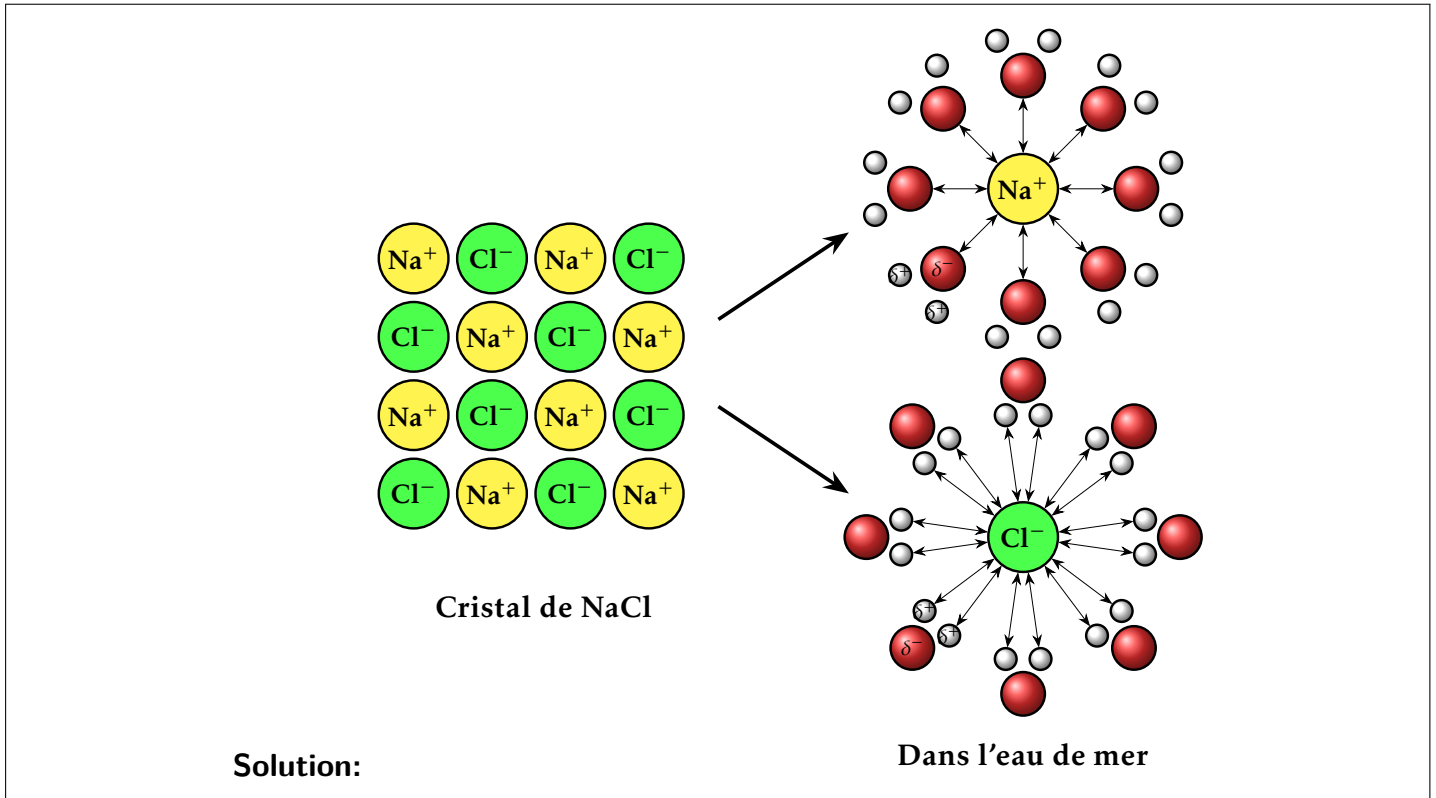 Na⁺
Na⁺ Cl⁻ Na⁺ Cl⁻
δ⁺ δ⁻
δ⁺
Cl⁻ Na⁺ Cl⁻ Na⁺
Na⁺ Cl⁻ Na⁺ Cl⁻
Cl⁻ Na⁺ Cl⁻ Na⁺
Cl⁻
Cristal de NaCl
δ⁺
δ⁻ δ⁺
Dans l'eau de mer
Solution: